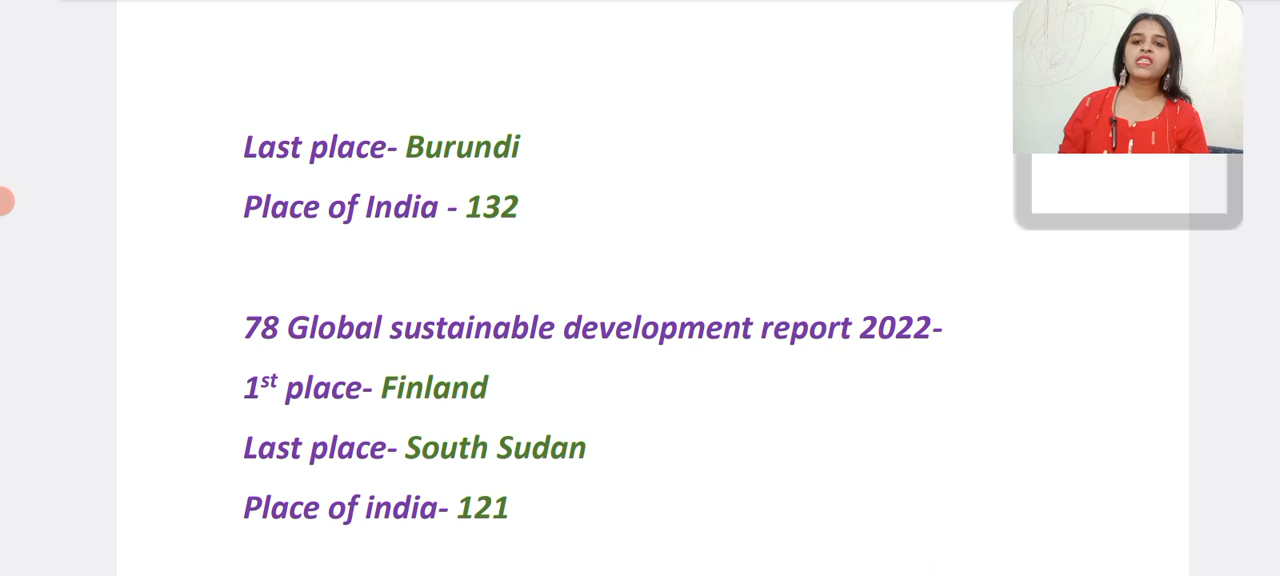 Last place- Burundi
Place of India - 132
78 Global sustainable development report 2022-
1st place- Finland
Last place- South Sudan
Place of india- 121